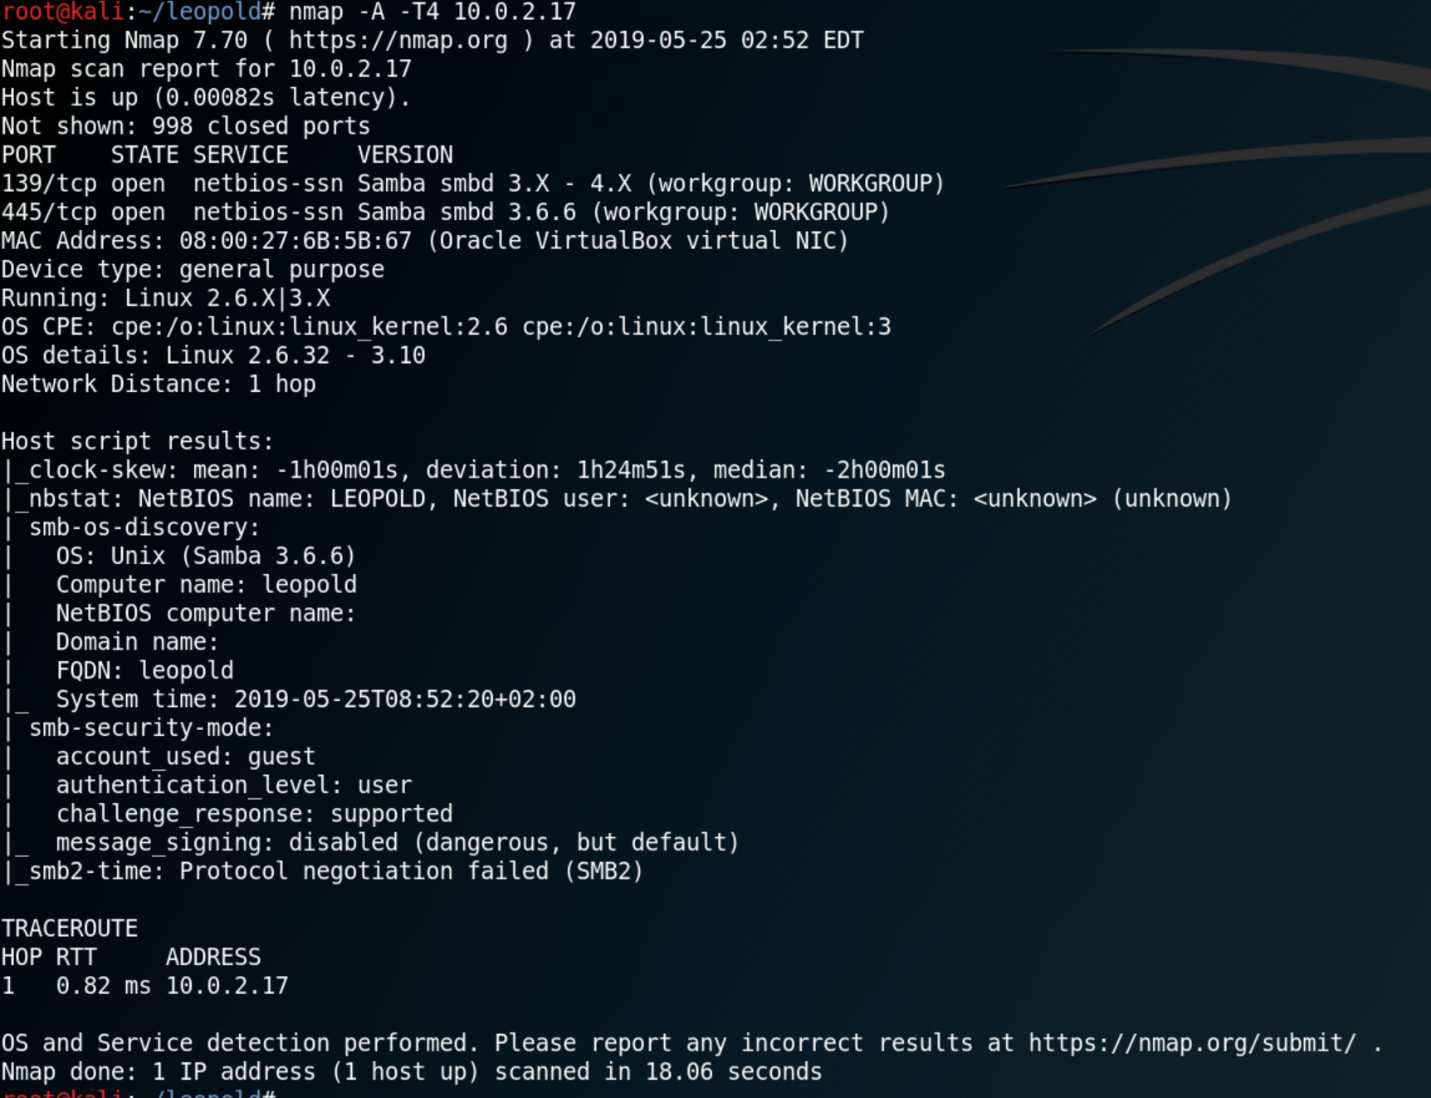 root@kali:~/leopold# nmap -A -T4 10.0.2.17
Starting Nmap 7.70 ( https://nmap.org ) at 2019-05-25 02:52 EDT
Nmap scan report for 10.0.2.17
Host is up (0.00082s latency).
Not shown: 998 closed ports
PORT    STATE SERVICE     VERSION
139/tcp open  netbios-ssn Samba smbd 3.X - 4.X (workgroup: WORKGROUP)
445/tcp open  netbios-ssn Samba smbd 3.6.6 (workgroup: WORKGROUP)
MAC Address: 08:00:27:6B:5B:67 (Oracle VirtualBox virtual NIC)
Device type: general purpose
Running: Linux 2.6.X|3.X
OS CPE: cpe:/o:linux:linux_kernel:2.6 cpe:/o:linux:linux_kernel:3
OS details: Linux 2.6.32 - 3.10
Network Distance: 1 hop

Host script results:
|_clock-skew: mean: -1h00m01s, deviation: 1h24m51s, median: -2h00m01s
|_nbstat: NetBIOS name: LEOPOLD, NetBIOS user: <unknown>, NetBIOS MAC: <unknown> (unknown)
| smb-os-discovery:
|   OS: Unix (Samba 3.6.6)
|   Computer name: leopold
|   NetBIOS computer name:
|   Domain name:
|   FQDN: leopold
|_  System time: 2019-05-25T08:52:20+02:00
| smb-security-mode:
|   account_used: guest
|   authentication_level: user
|   challenge_response: supported
|_  message_signing: disabled (dangerous, but default)
|_smb2-time: Protocol negotiation failed (SMB2)

TRACEROUTE
HOP RTT     ADDRESS
1   0.82 ms 10.0.2.17

OS and Service detection performed. Please report any incorrect results at https://nmap.org/submit/ .
Nmap done: 1 IP address (1 host up) scanned in 18.06 seconds
root@kali:~/leopold#